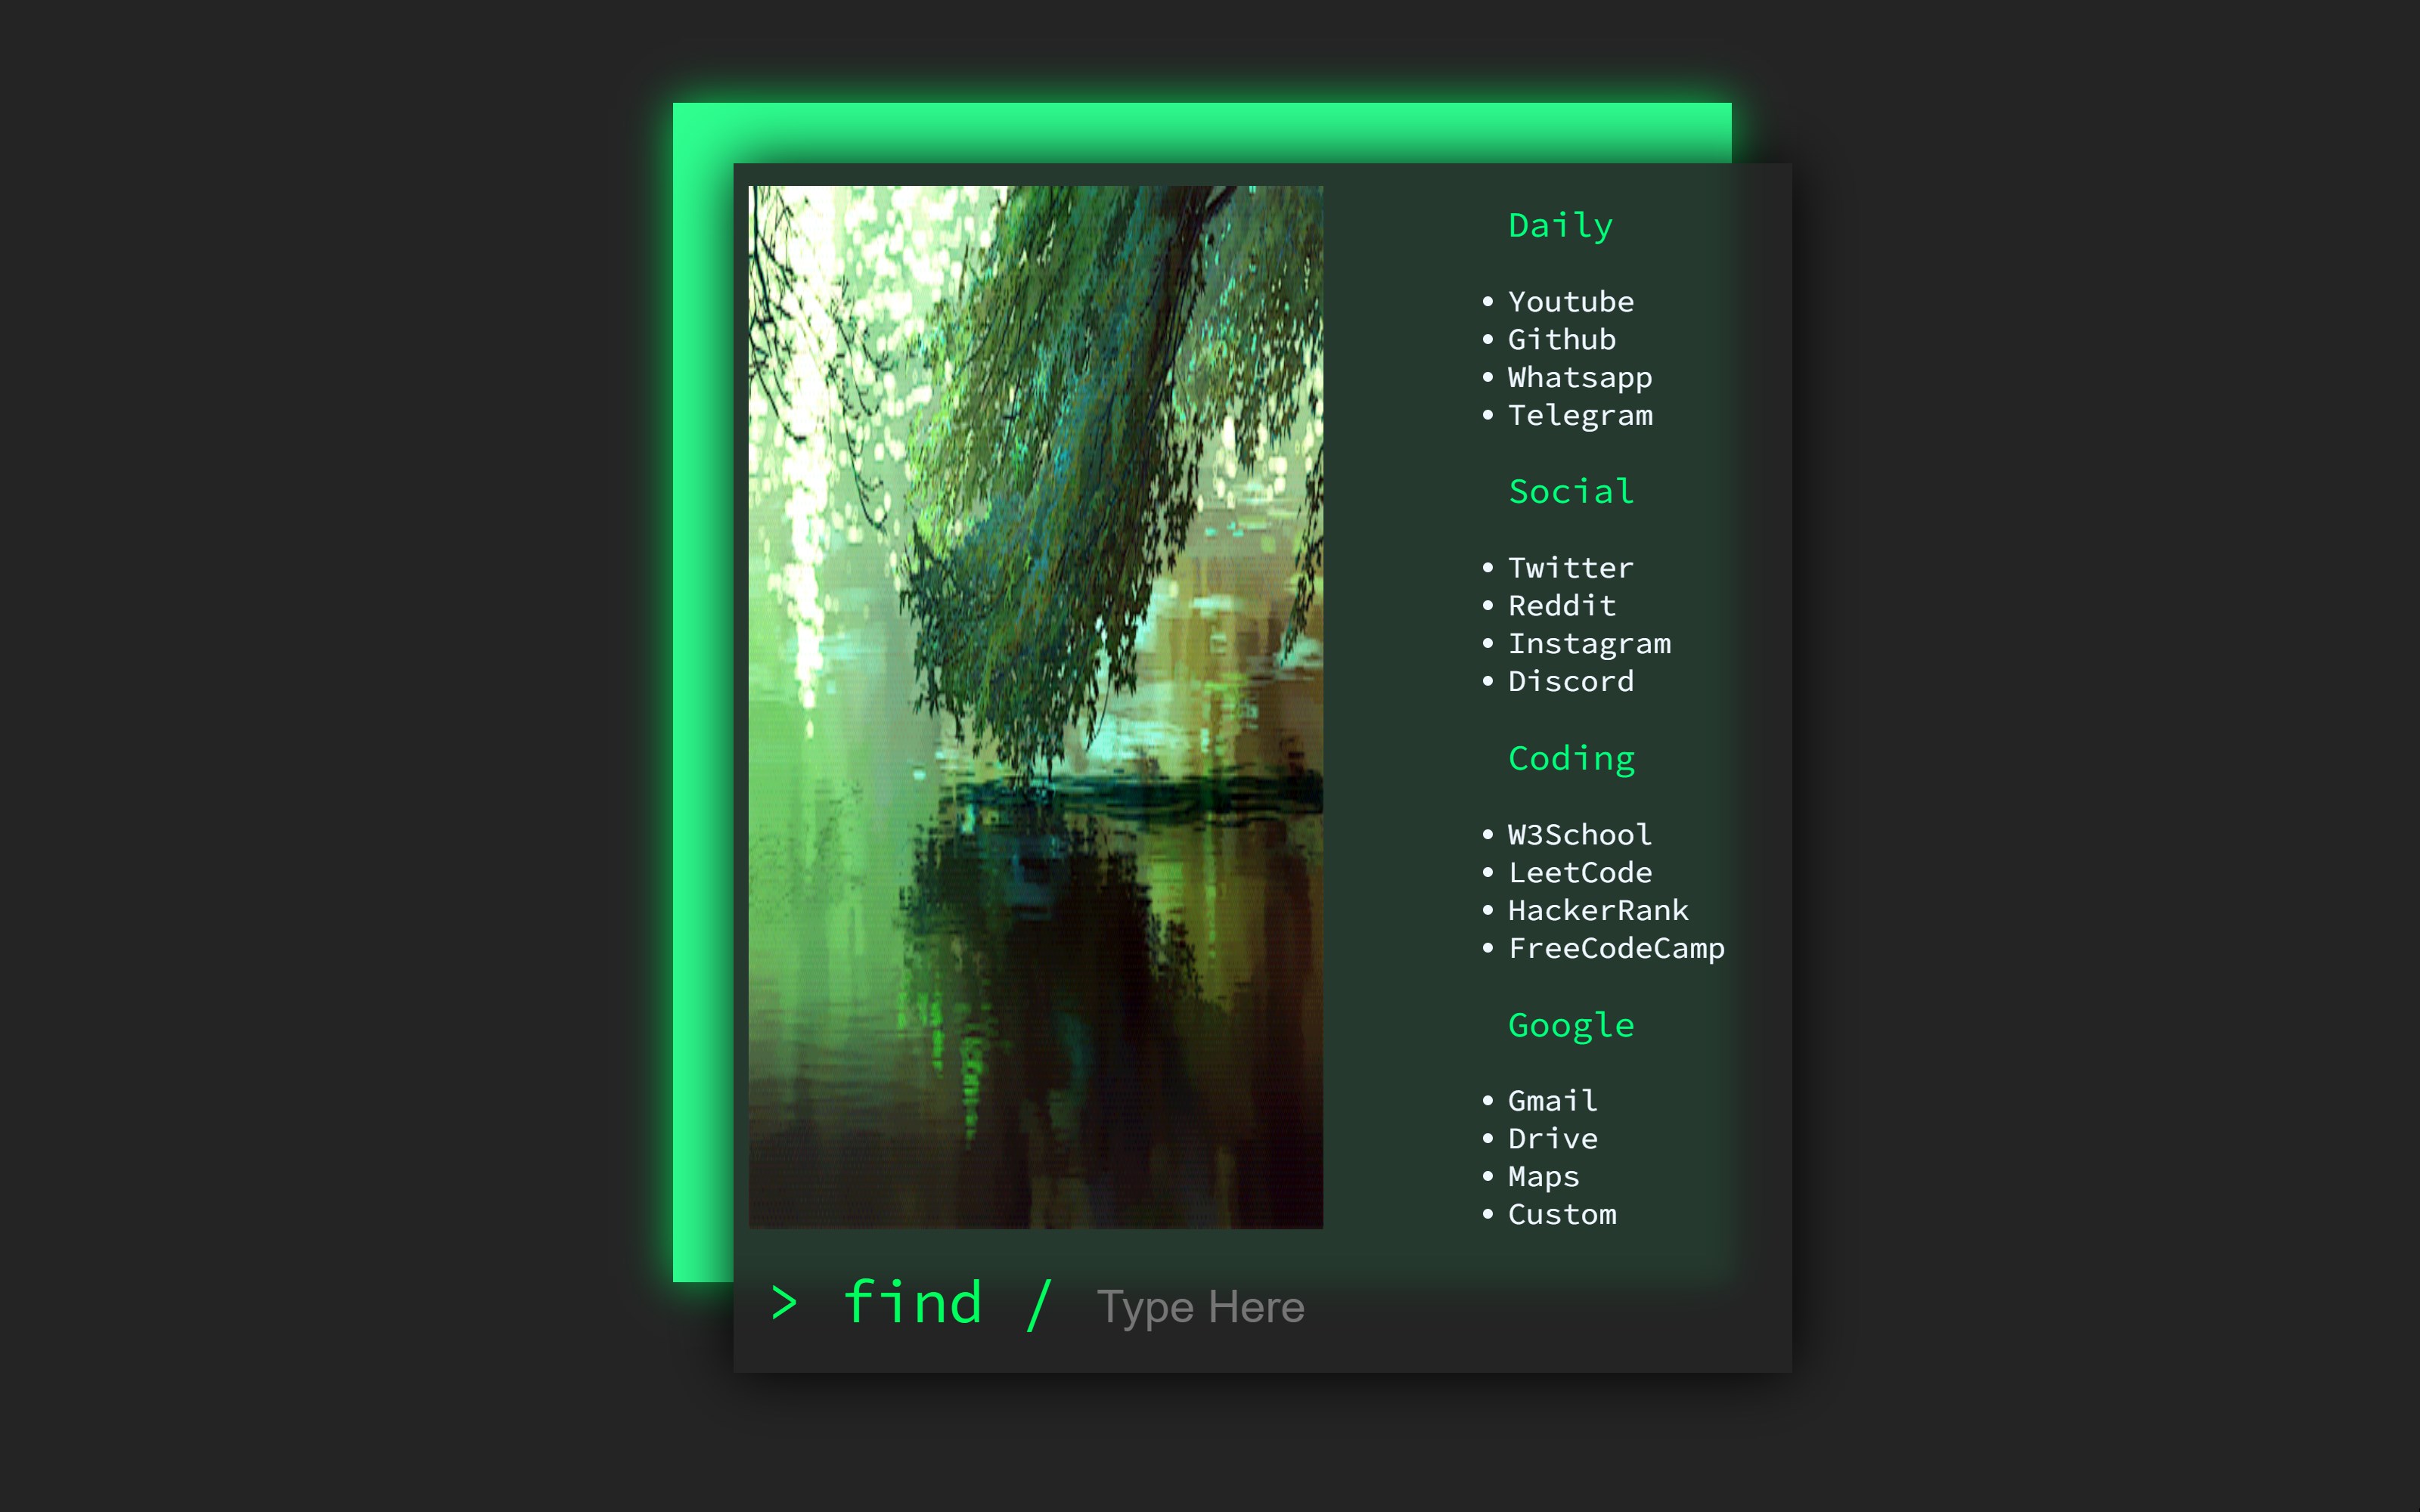 Daily
Youtube
Github
Whatsapp
Telegram
Social
Twitter
Reddit
Instagram
Discord
Coding
W3School
LeetCode
HackerRank
FreeCodeCamp
Google
Gmail
Drive
Maps
Custom
> find / Type Here